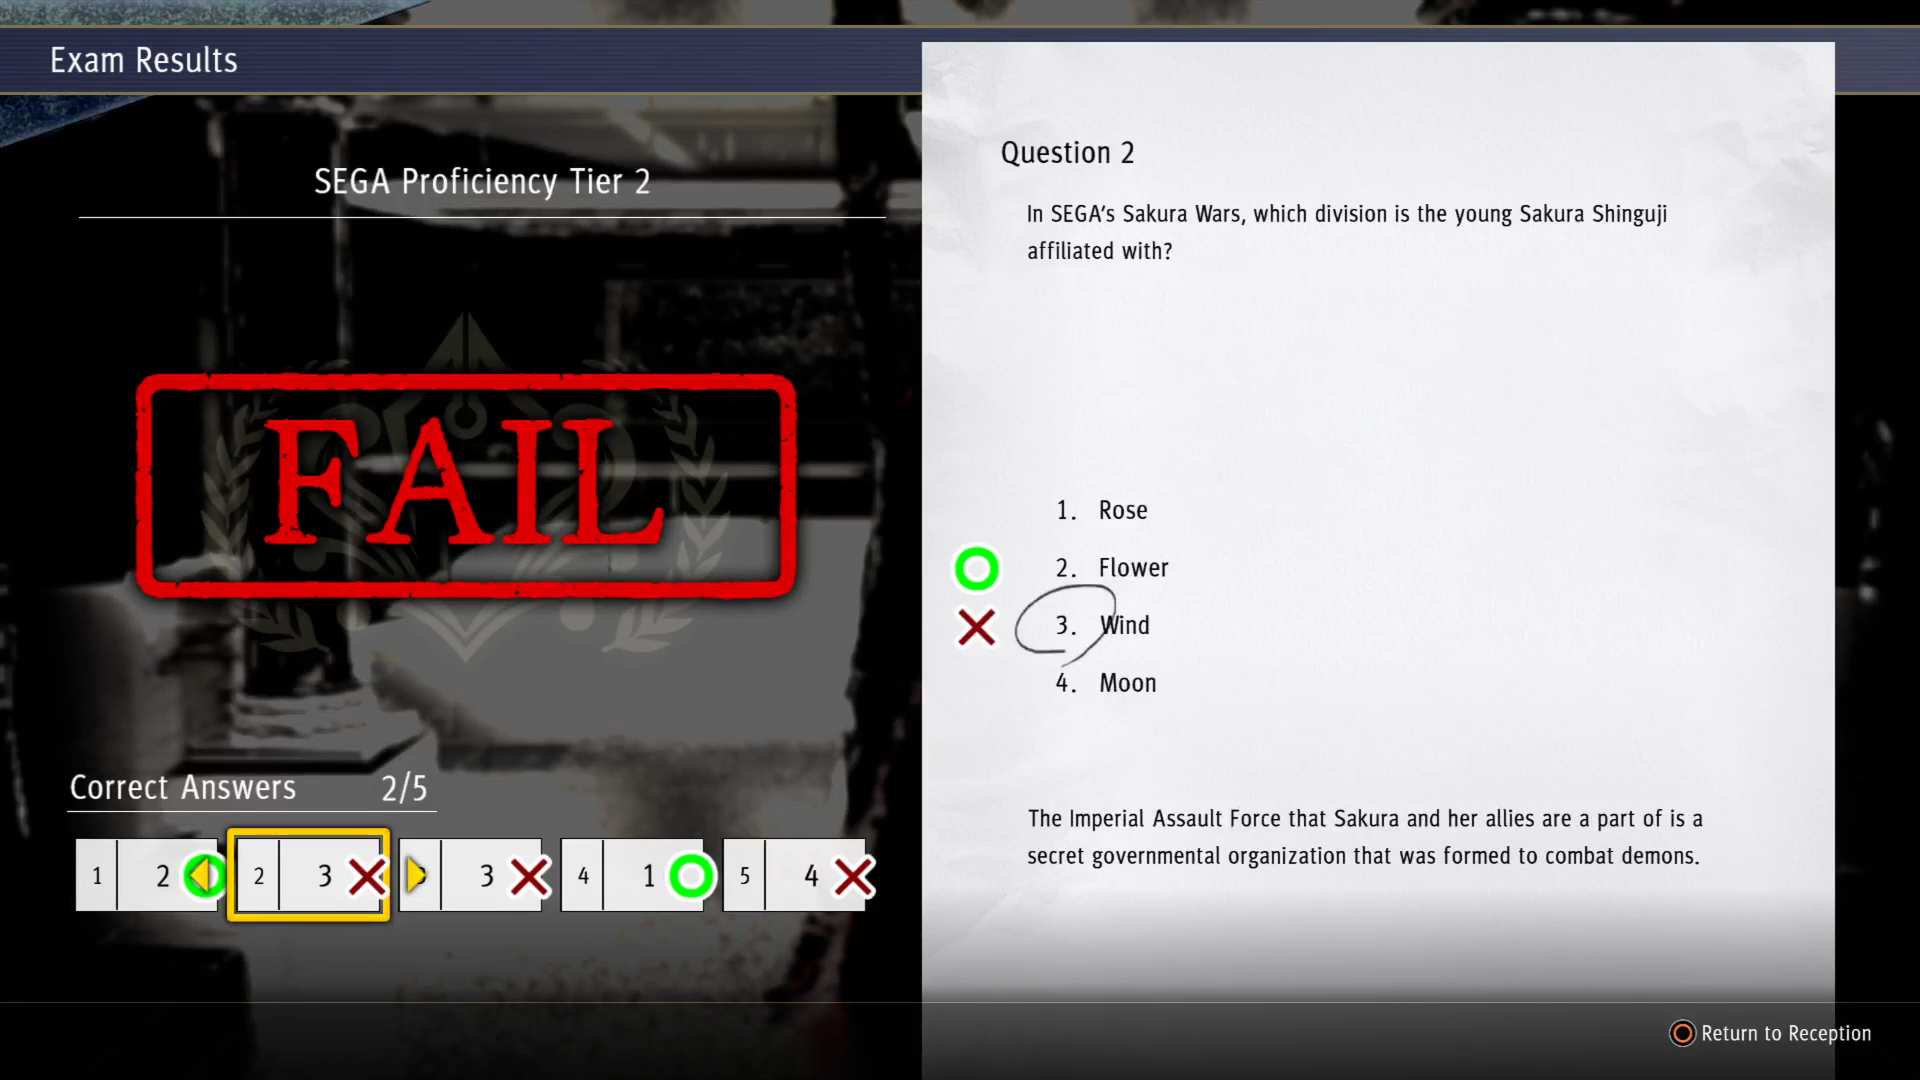 Exam Results
SEGA Proficiency Tier 2
FAIL
Correct Answers 2/5
1 2 2 3 3 4 1 5 4
Question 2
In SEGA's Sakura Wars, which division is the young Sakura Shinguji
affiliated with?
1. Rose
2. Flower
3. Wind
4. Moon
The Imperial Assault Force that Sakura and her allies are a part of is a
secret governmental organization that was formed to combat demons.
Return to Reception